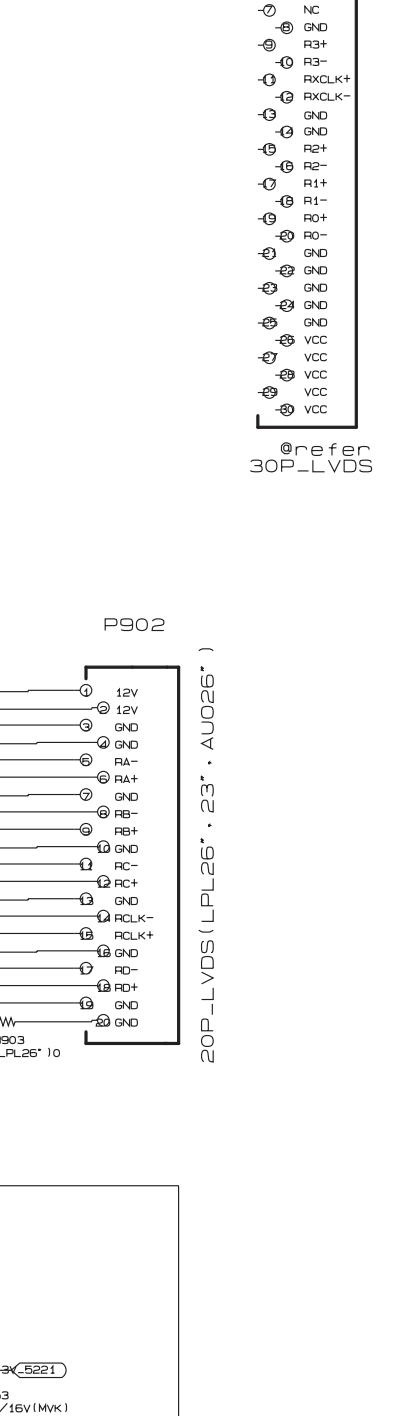 7 NC
8 GND
9 R3+
10 R3-
11 RXCLK+
12 RXCLK-
13 GND
14 GND
15 R2+
16 R2-
17 R1+
18 R1-
19 R0+
20 R0-
21 GND
22 GND
23 GND
24 GND
25 GND
26 VCC
27 VCC
28 VCC
29 VCC
30 VCC
@refer
30P_LVDS
P902
1 12V
2 12V
3 GND
4 GND
5 RA-
6 RA+
7 GND
8 RB-
9 RB+
10 GND
11 RC-
12 RC+
13 GND
14 RCLK-
15 RCLK+
16 GND
17 RD-
18 RD+
19 GND
20 GND
20P_LVDS(LPL26",23",AUO26")
903
LPL26")0
3V_5221
/16V(MVK)